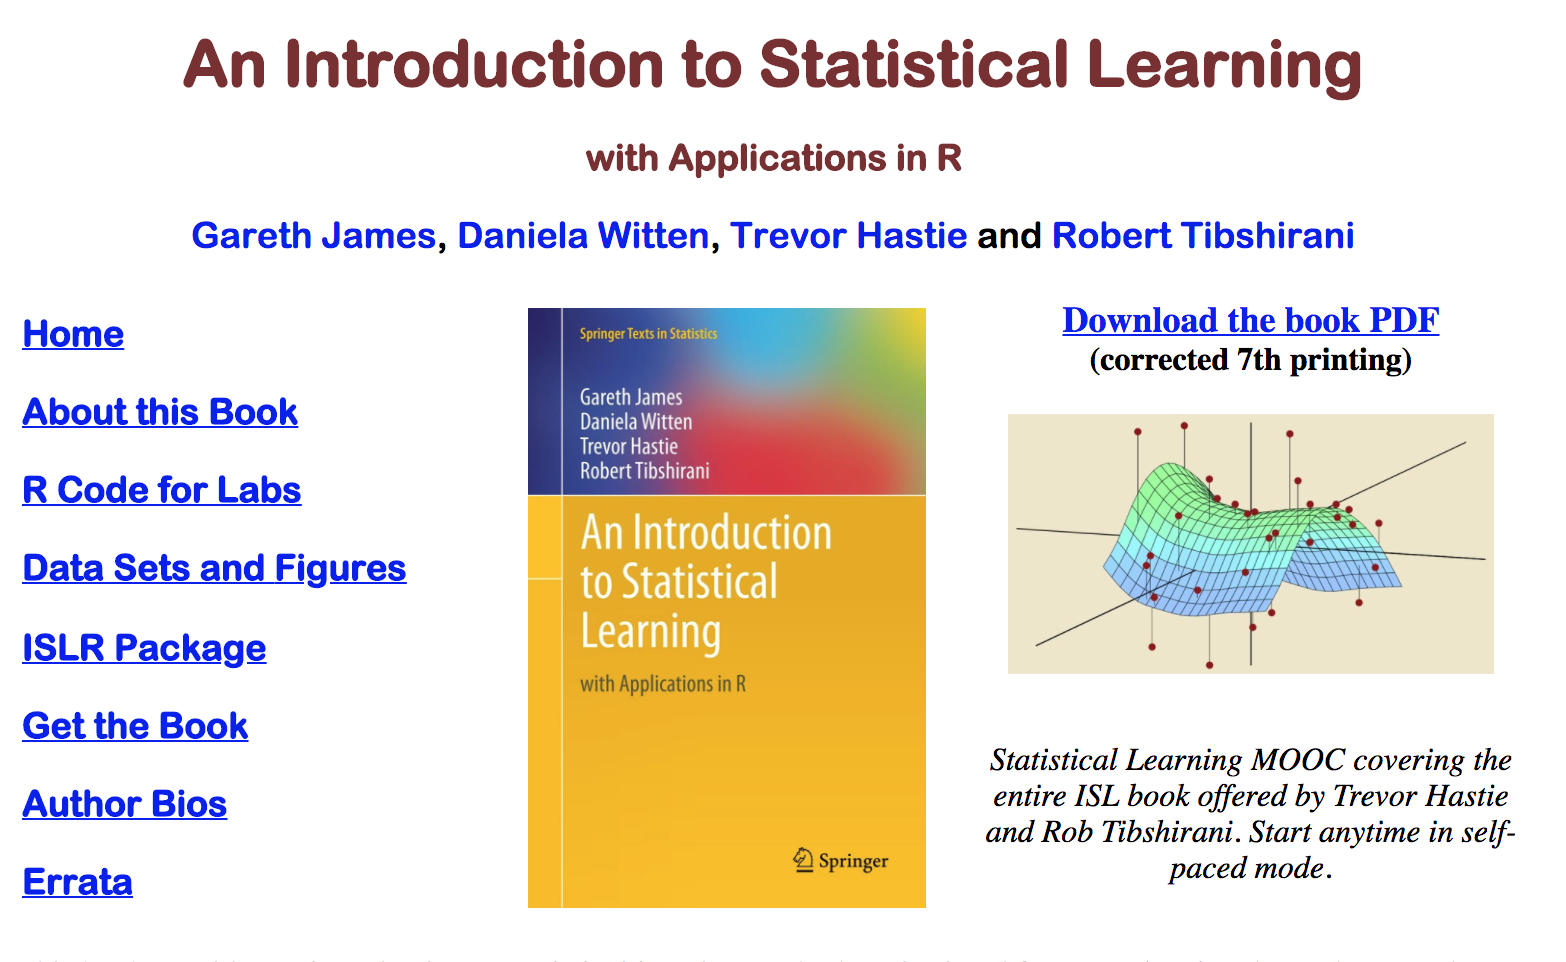 An Introduction to Statistical Learning
with Applications in R
Gareth James, Daniela Witten, Trevor Hastie and Robert Tibshirani
Home
About this Book
R Code for Labs
Data Sets and Figures
ISLR Package
Get the Book
Author Bios
Errata
Springer Texts in Statistics
Gareth James
Daniela Witten
Trevor Hastie
Robert Tibshirani
An Introduction
to Statistical
Learning
with Applications in R
Springer
Download the book PDF
(corrected 7th printing)
Statistical Learning MOOC covering the
entire ISL book offered by Trevor Hastie
and Rob Tibshirani. Start anytime in self-
paced mode.